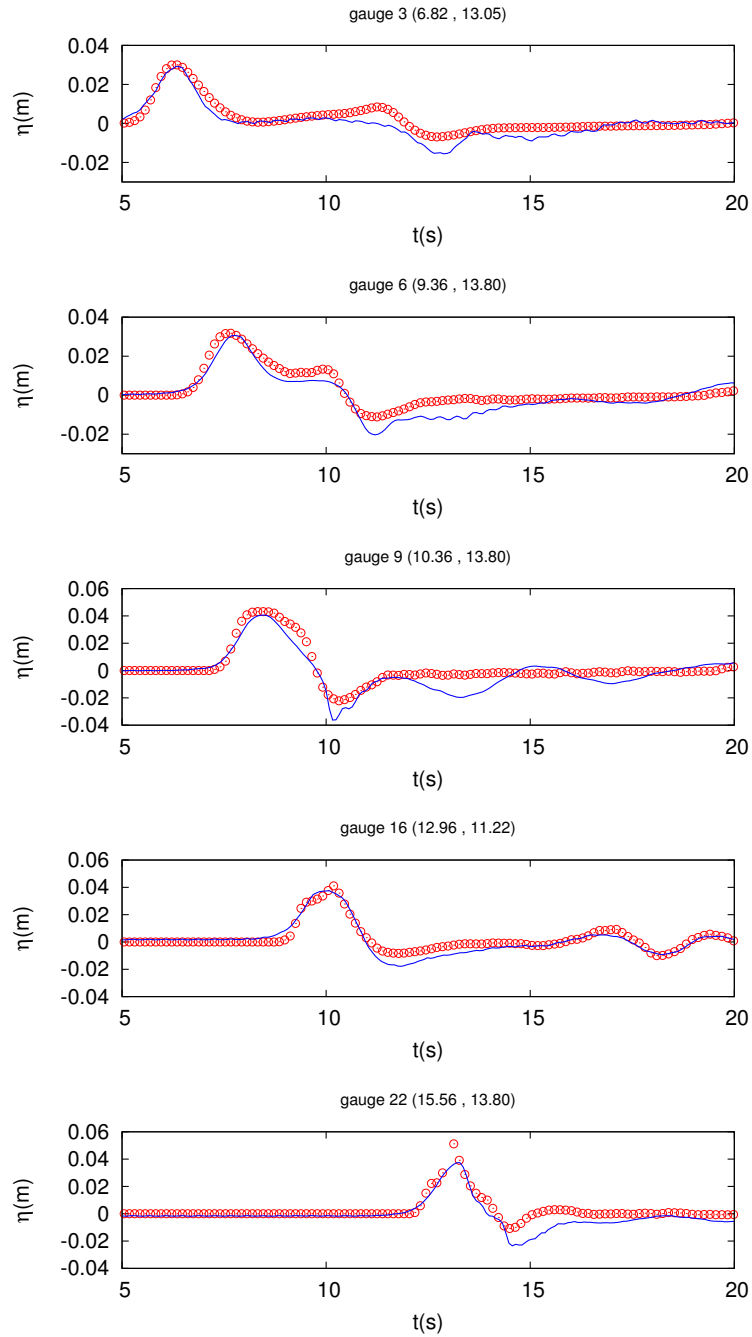 gauge 3 (6.82 , 13.05)
0.04
0.02
0
-0.02
η(m)
5 10 15 20
t(s)
gauge 6 (9.36 , 13.80)
0.04
0.02
0
-0.02
η(m)
5 10 15 20
t(s)
gauge 9 (10.36 , 13.80)
0.06
0.04
0.02
0
-0.02
-0.04
η(m)
5 10 15 20
t(s)
gauge 16 (12.96 , 11.22)
0.06
0.04
0.02
0
-0.02
-0.04
η(m)
5 10 15 20
t(s)
gauge 22 (15.56 , 13.80)
0.06
0.04
0.02
0
-0.02
-0.04
η(m)
5 10 15 20
t(s)